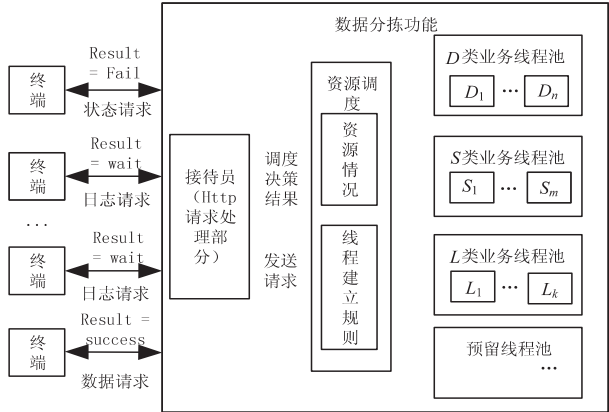 数据分拣功能
Result
= Fail
终
端
状态请求
Result
= wait
终
端
日志请求
...
Result
= wait
终
端
日志请求
Result =
success
终
端
数据请求
接待员
（Http
请求处
理部
分）
调度
决策
结果
发送
请求
资源调
度
资
源
情
况
线
程
建
立
规
则
D类业务线程池
D1 ... Dn
S类业务线程池
S1 ... Sm
L类业务线程池
L1 ... Lk
预留线程池
...